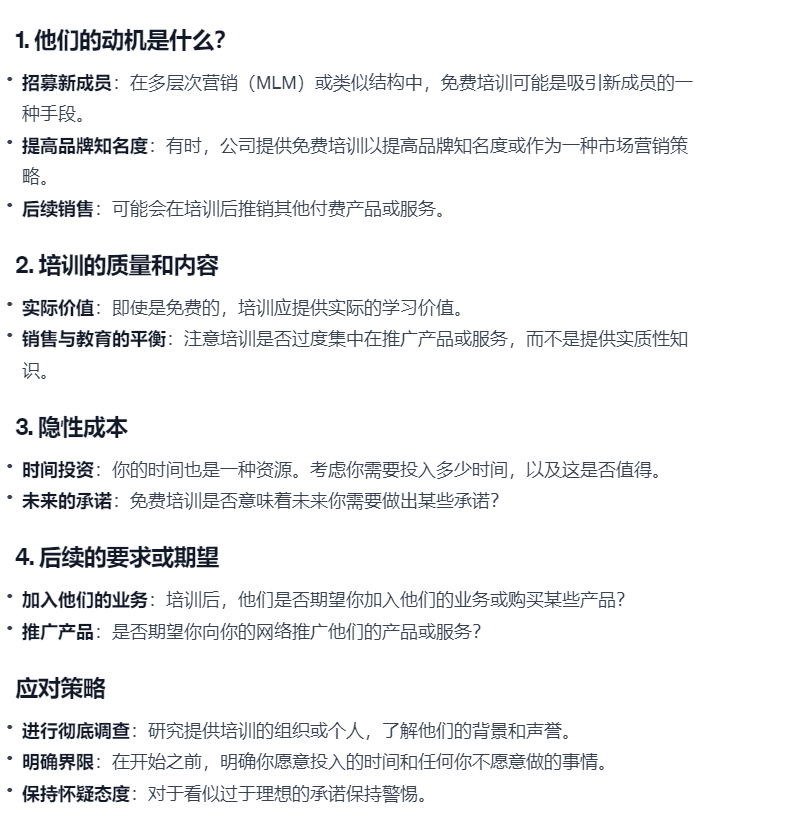 1. 他们的动机是什么？
• 招募新成员：在多层次营销（MLM）或类似结构中，免费培训可能是吸引新成员的一
种手段。
• 提高品牌知名度：有时，公司提供免费培训以提高品牌知名度或作为一种市场营销策
略。
• 后续销售：可能会在培训后推销其他付费产品或服务。
2. 培训的质量和内容
• 实际价值：即使是免费的，培训应提供实际的学习价值。
• 销售与教育的平衡：注意培训是否过度集中在推广产品或服务，而不是提供实质性知
识。
3. 隐性成本
• 时间投资：你的时间也是一种资源。考虑你需要投入多少时间，以及这是否值得。
• 未来的承诺：免费培训是否意味着未来你需要做出某些承诺？
4. 后续的要求或期望
• 加入他们的业务：培训后，他们是否期望你加入他们的业务或购买某些产品？
• 推广产品：是否期望你向你的网络推广他们的产品或服务？
应对策略
• 进行彻底调查：研究提供培训的组织或个人，了解他们的背景和声誉。
• 明确界限：在开始之前，明确你愿意投入的时间和任何你不愿意做的事情。
• 保持怀疑态度：对于看似过于理想的承诺保持警惕。